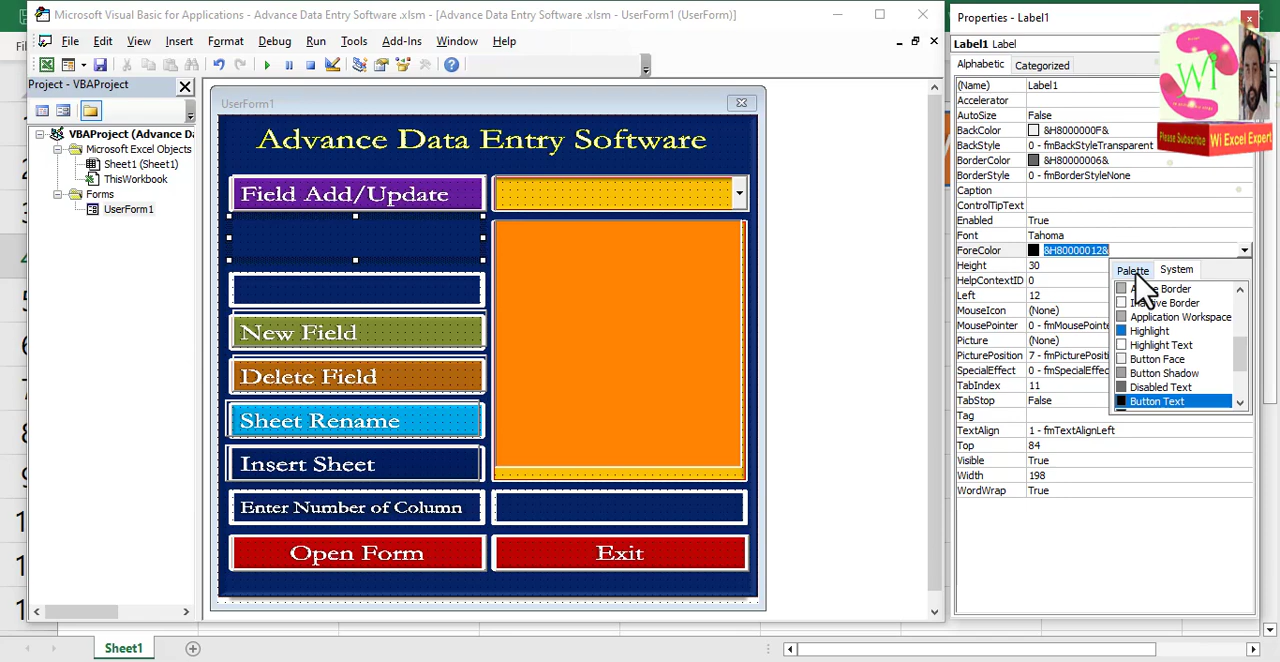 Microsoft Visual Basic for Applications - Advance Data Entry Software .xlsm - [Advance Data Entry Software .xlsm - UserForm1 (UserForm)]
File Edit View Insert Format Debug Run Tools Add-Ins Window Help
Project - VBAProject
VBAProject (Advance D
Microsoft Excel Objects
Sheet1 (Sheet1)
ThisWorkbook
Forms
UserForm1
UserForm1
Advance Data Entry Software
Field Add/Update
New Field
Delete Field
Sheet Rename
Insert Sheet
Enter Number of Column
Open Form
Exit
Properties - Label1
Label1 Label
Alphabetic Categorized
(Name) Label1
Accelerator
AutoSize False
BackColor &H8000000F&
BackStyle 0 - fmBackStyleTransparent
BorderColor &H80000006&
BorderStyle 0 - fmBorderStyleNone
Caption
ControlTipText
Enabled True
Font Tahoma
ForeColor &H80000012&
Height 30
HelpContextID 0
Left 12
MouseIcon (None)
MousePointer 0 - fmMousePointe
Picture (None)
PicturePosition 7 - fmPicturePositi
SpecialEffect 0 - fmSpecialEffec
TabIndex 11
TabStop False
Tag
TextAlign 1 - fmTextAlignLeft
Top 84
Visible True
Width 198
WordWrap True
Palette System
Border
Border
Application Workspace
Highlight
Highlight Text
Button Face
Button Shadow
Disabled Text
Button Text
Wi
Please Subscribe Wi Excel Expert
Sheet1